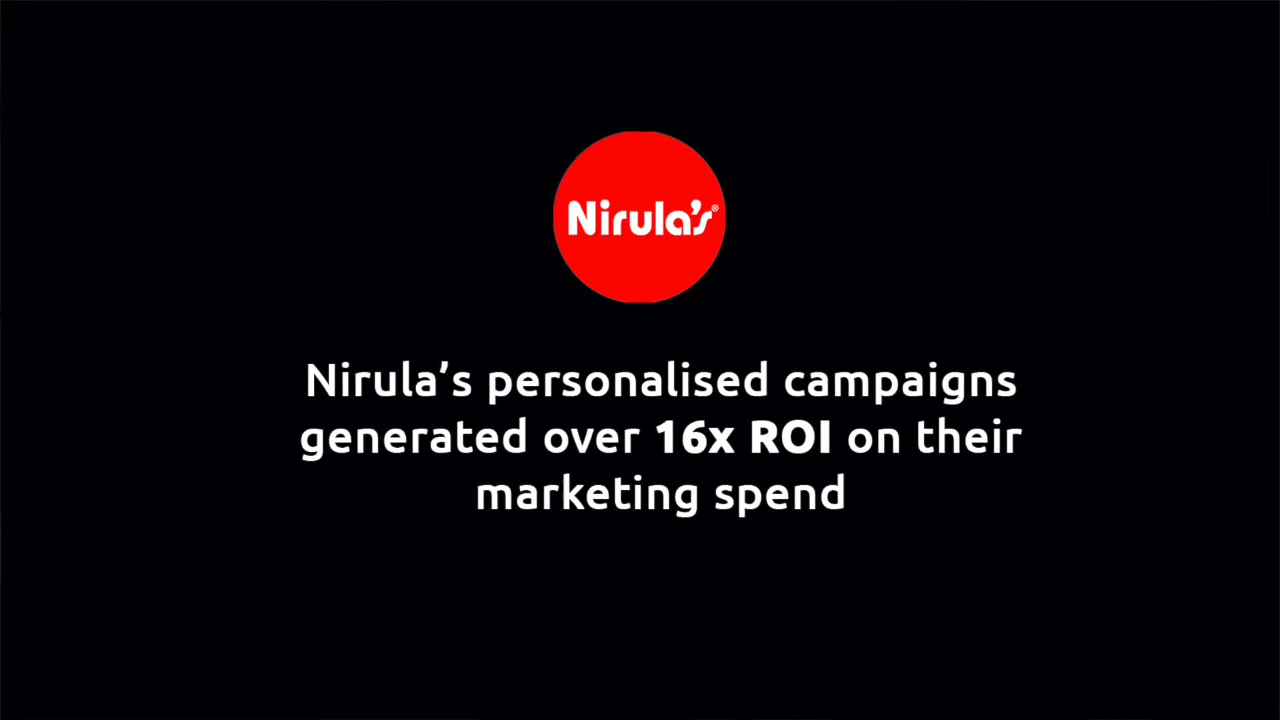 Nirula's®
Nirula’s personalised campaigns
generated over 16x ROI on their
marketing spend